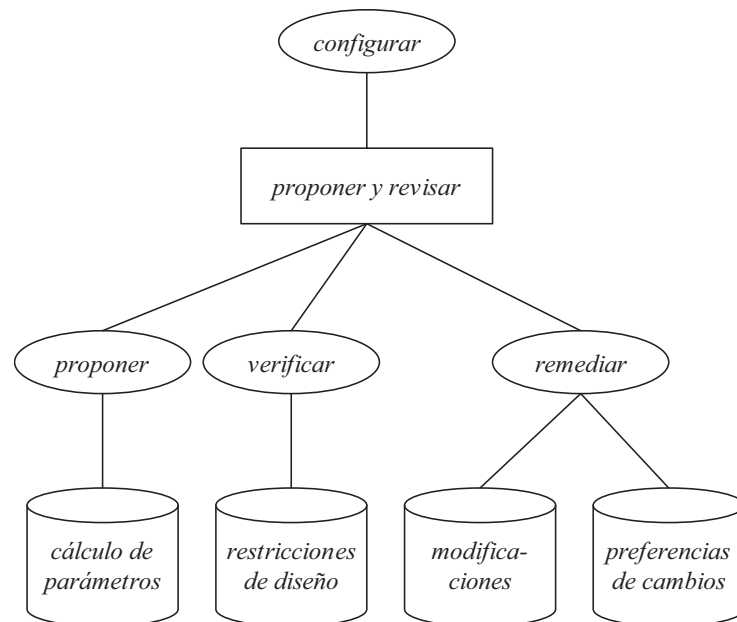 configurar
proponer y revisar
proponer
verificar
remediar
cálculo de
parámetros
restricciones
de diseño
modifica-
ciones
preferencias
de cambios